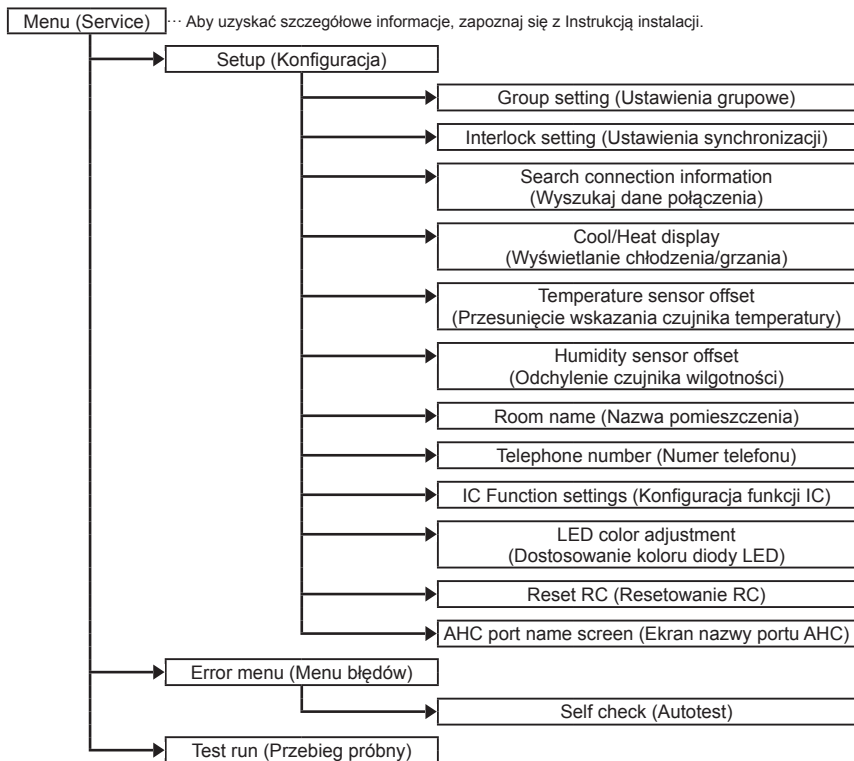 Menu (Service) ··· Aby uzyskać szczegółowe informacje, zapoznaj się z Instrukcją instalacji.
Setup (Konfiguracja)
Group setting (Ustawienia grupowe)
Interlock setting (Ustawienia synchronizacji)
Search connection information
(Wyszukaj dane połączenia)
Cool/Heat display
(Wyświetlanie chłodzenia/grzania)
Temperature sensor offset
(Przesunięcie wskazania czujnika temperatury)
Humidity sensor offset
(Odchylenie czujnika wilgotności)
Room name (Nazwa pomieszczenia)
Telephone number (Numer telefonu)
IC Function settings (Konfiguracja funkcji IC)
LED color adjustment
(Dostosowanie koloru diody LED)
Reset RC (Resetowanie RC)
AHC port name screen (Ekran nazwy portu AHC)
Error menu (Menu błędów)
Self check (Autotest)
Test run (Przebieg próbny)